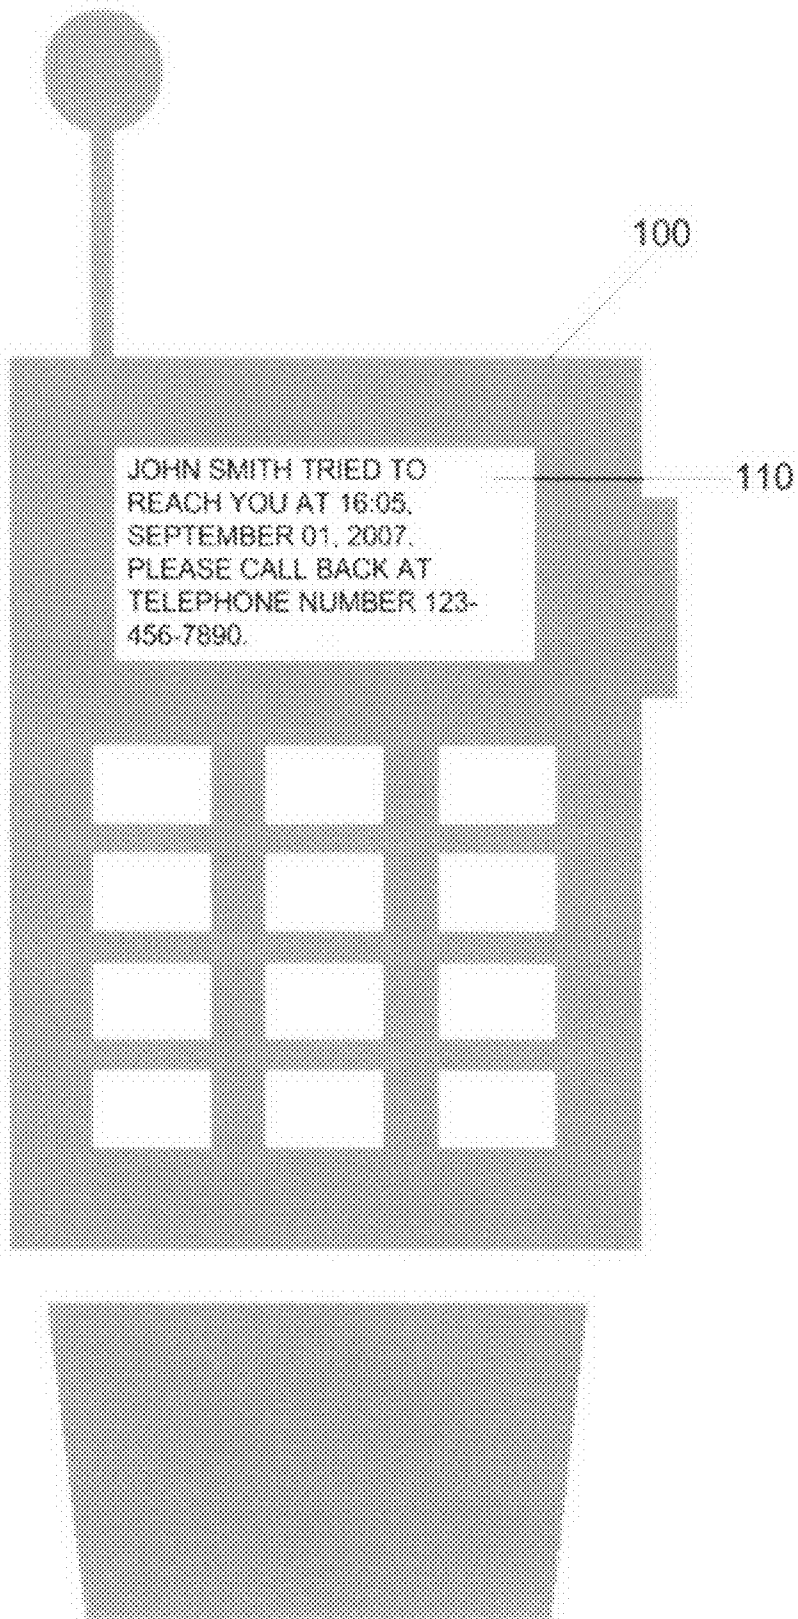 100
JOHN SMITH TRIED TO
REACH YOU AT 16:05,
SEPTEMBER 01, 2007.
PLEASE CALL BACK AT
TELEPHONE NUMBER 123-
456-7890.
110